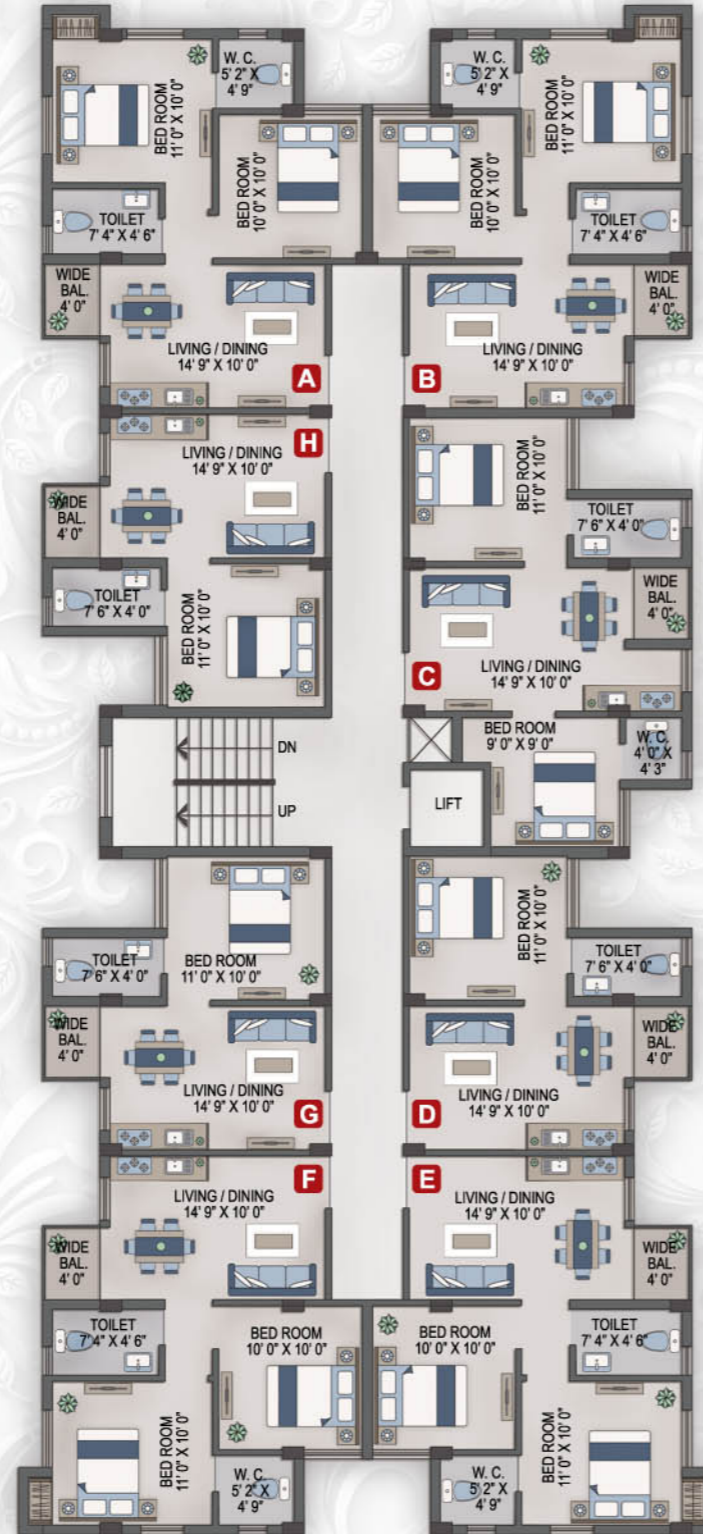 BED ROOM
11' 0" X 10' 0"
W. C.
5' 2" X
4' 9"
BED ROOM
10' 0" X 10' 0"
TOILET
7' 4" X 4' 6"
WIDE
BAL.
4' 0"
LIVING / DINING
14' 9" X 10' 0"
A
W. C.
5' 2" X
4' 9"
BED ROOM
11' 0" X 10' 0"
BED ROOM
10' 0" X 10' 0"
TOILET
7' 4" X 4' 6"
WIDE
BAL.
4' 0"
LIVING / DINING
14' 9" X 10' 0"
B
H
LIVING / DINING
14' 9" X 10' 0"
WIDE
BAL.
4' 0"
TOILET
7' 6" X 4' 0"
BED ROOM
11' 0" X 10' 0"
BED ROOM
11' 0" X 10' 0"
TOILET
7' 6" X 4' 0"
WIDE
BAL.
4' 0"
LIVING / DINING
14' 9" X 10' 0"
C
BED ROOM
9' 0" X 9' 0"
W. C.
4' 0" X
4' 3"
DN
UP
LIFT
TOILET
7' 6" X 4' 0"
BED ROOM
11' 0" X 10' 0"
WIDE
BAL.
4' 0"
LIVING / DINING
14' 9" X 10' 0"
G
BED ROOM
11' 0" X 10' 0"
TOILET
7' 6" X 4' 0"
WIDE
BAL.
4' 0"
LIVING / DINING
14' 9" X 10' 0"
D
F
LIVING / DINING
14' 9" X 10' 0"
WIDE
BAL.
4' 0"
TOILET
7' 4" X 4' 6"
BED ROOM
10' 0" X 10' 0"
BED ROOM
11' 0" X 10' 0"
W. C.
5' 2" X
4' 9"
E
LIVING / DINING
14' 9" X 10' 0"
WIDE
BAL.
4' 0"
BED ROOM
10' 0" X 10' 0"
TOILET
7' 4" X 4' 6"
W. C.
5' 2" X
4' 9"
BED ROOM
11' 0" X 10' 0"